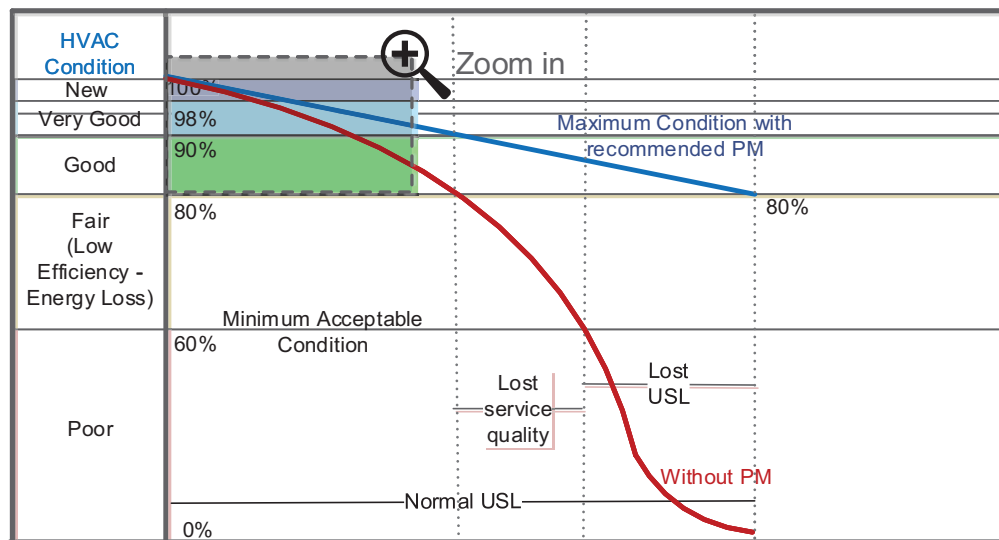 HVAC
Condition
New
Very Good
Good
Fair
(Low
Efficiency -
Energy Loss)
Poor
100%
98%
90%
80%
60%
0%
Zoom in
Maximum Condition with
recommended PM
80%
Minimum Acceptable
Condition
Lost
service
quality
Lost
USL
Without PM
Normal USL